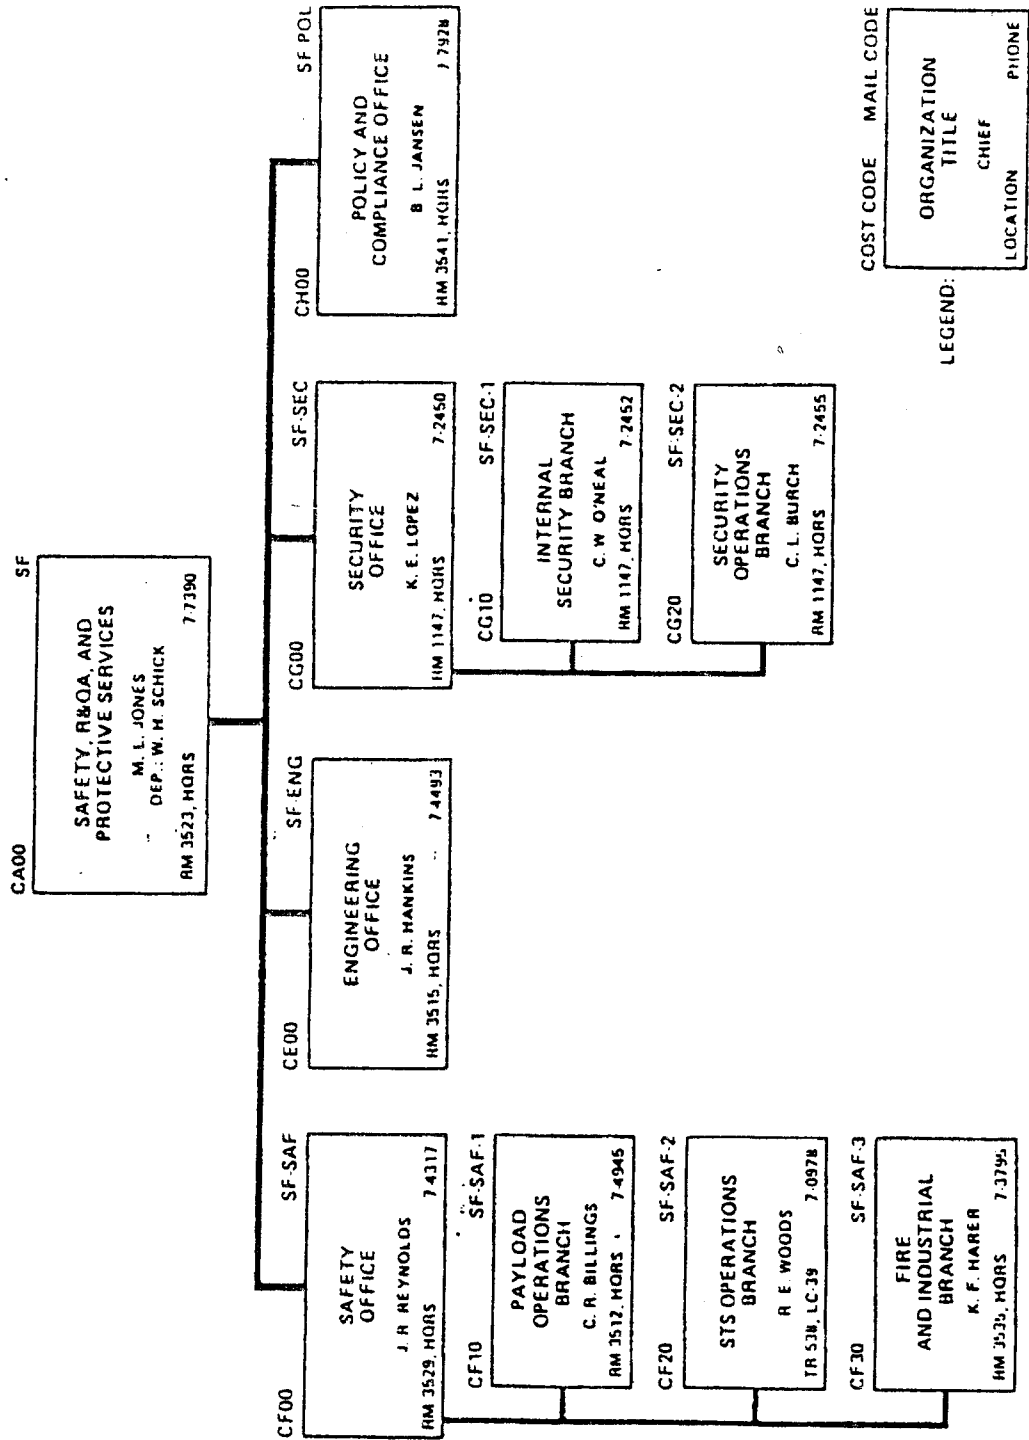 CA00 SF
SAFETY, R&QA, AND
PROTECTIVE SERVICES
M. L. JONES
DEP.: W. H. SCHICK
RM 3523, HQRS 7-7390
CF00 SF-SAF
SAFETY
OFFICE
J. R. REYNOLDS
RM 3529, HQRS 7-4317
CF10 SF-SAF-1
PAYLOAD
OPERATIONS
BRANCH
C. R. BILLINGS
RM 3512, HQRS 7-4945
CF20 SF-SAF-2
STS OPERATIONS
BRANCH
R E. WOODS
TR 538, LC-39 7-0978
CF30 SF-SAF-3
FIRE
AND INDUSTRIAL
BRANCH
K. F. HARER
RM 3535, HQRS 7-3795
CE00 SF-ENG
ENGINEERING
OFFICE
J. R. HANKINS
RM 3515, HQRS 7-4493
CG00 SF-SEC
SECURITY
OFFICE
K. E. LOPEZ
RM 1147, HQRS 7-2450
CG10 SF-SEC-1
INTERNAL
SECURITY BRANCH
C. W O'NEAL
RM 1147, HQRS 7-2452
CG20 SF-SEC-2
SECURITY
OPERATIONS
BRANCH
C. L. BURCH
RM 1147, HQRS 7-2455
CH00 SF POL
POLICY AND
COMPLIANCE OFFICE
B L. JANSEN
RM 3541, HQRS 7-7928
LEGEND:
COST CODE MAIL CODE
ORGANIZATION
TITLE
CHIEF
LOCATION PHONE